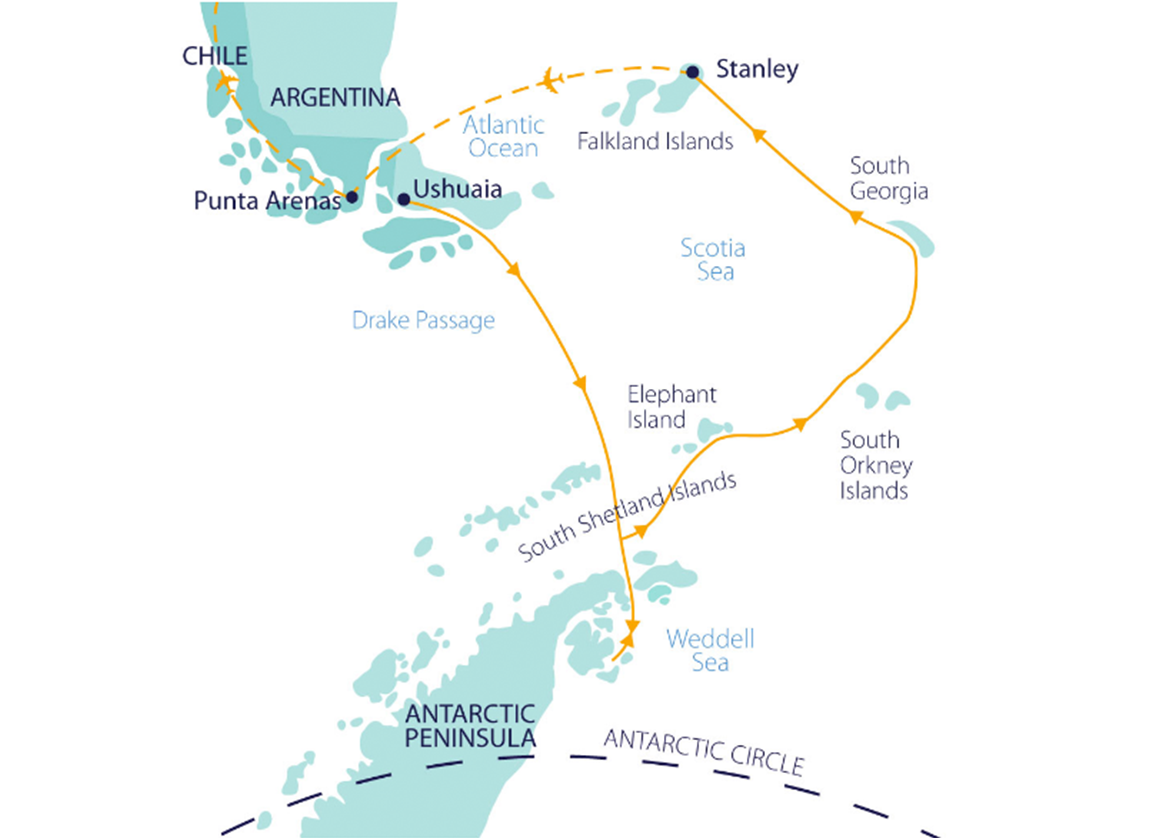 CHILE
ARGENTINA
Stanley
Atlantic
Ocean
Falkland Islands
South
Georgia
Punta Arenas
Ushuaia
Scotia
Sea
Drake Passage
Elephant
Island
South
Orkney
Islands
South Shetland Islands
Weddell
Sea
ANTARCTIC
PENINSULA
ANTARCTIC CIRCLE